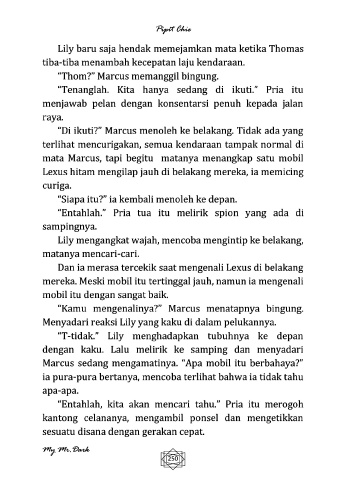 Pipit Chie
Lily baru saja hendak memejamkan mata ketika Thomas
tiba-tiba menambah kecepatan laju kendaraan.
"Thom?" Marcus memanggil bingung.
"Tenanglah. Kita hanya sedang di ikuti." Pria itu
menjawab pelan dengan konsentarsi penuh kepada jalan
raya.
"Di ikuti?" Marcus menoleh ke belakang. Tidak ada yang
terlihat mencurigakan, semua kendaraan tampak normal di
mata Marcus, tapi begitu matanya menangkap satu mobil
Lexus hitam mengilap jauh di belakang mereka, ia memicing
curiga.
"Siapa itu?" ia kembali menoleh ke depan.
"Entahlah." Pria tua itu melirik spion yang ada di
sampingnya.
Lily mengangkat wajah, mencoba mengintip ke belakang,
matanya mencari-cari.
Dan ia merasa tercekik saat mengenali Lexus di belakang
mereka. Meski mobil itu tertinggal jauh, namun ia mengenali
mobil itu dengan sangat baik.
"Kamu mengenalinya?" Marcus menatapnya bingung.
Menyadari reaksi Lily yang kaku di dalam pelukannya.
"T-tidak." Lily menghadapkan tubuhnya ke depan
dengan kaku. Lalu melirik ke samping dan menyadari
Marcus sedang mengamatinya. "Apa mobil itu berbahaya?"
ia pura-pura bertanya, mencoba terlihat bahwa ia tidak tahu
apa-apa.
"Entahlah, kita akan mencari tahu." Pria itu merogoh
kantong celananya, mengambil ponsel dan mengetikkan
sesuatu disana dengan gerakan cepat.
My Mr.Dark
250